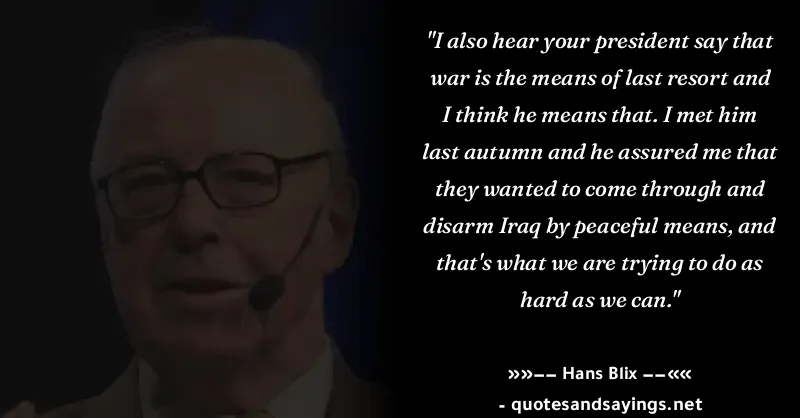 "I also hear your president say that
war is the means of last resort and
I think he means that. I met him
last autumn and he assured me that
they wanted to come through and
disarm Iraq by peaceful means, and
that's what we are trying to do as
hard as we can."
»»–– Hans Blix ––««
- quotesandsayings.net